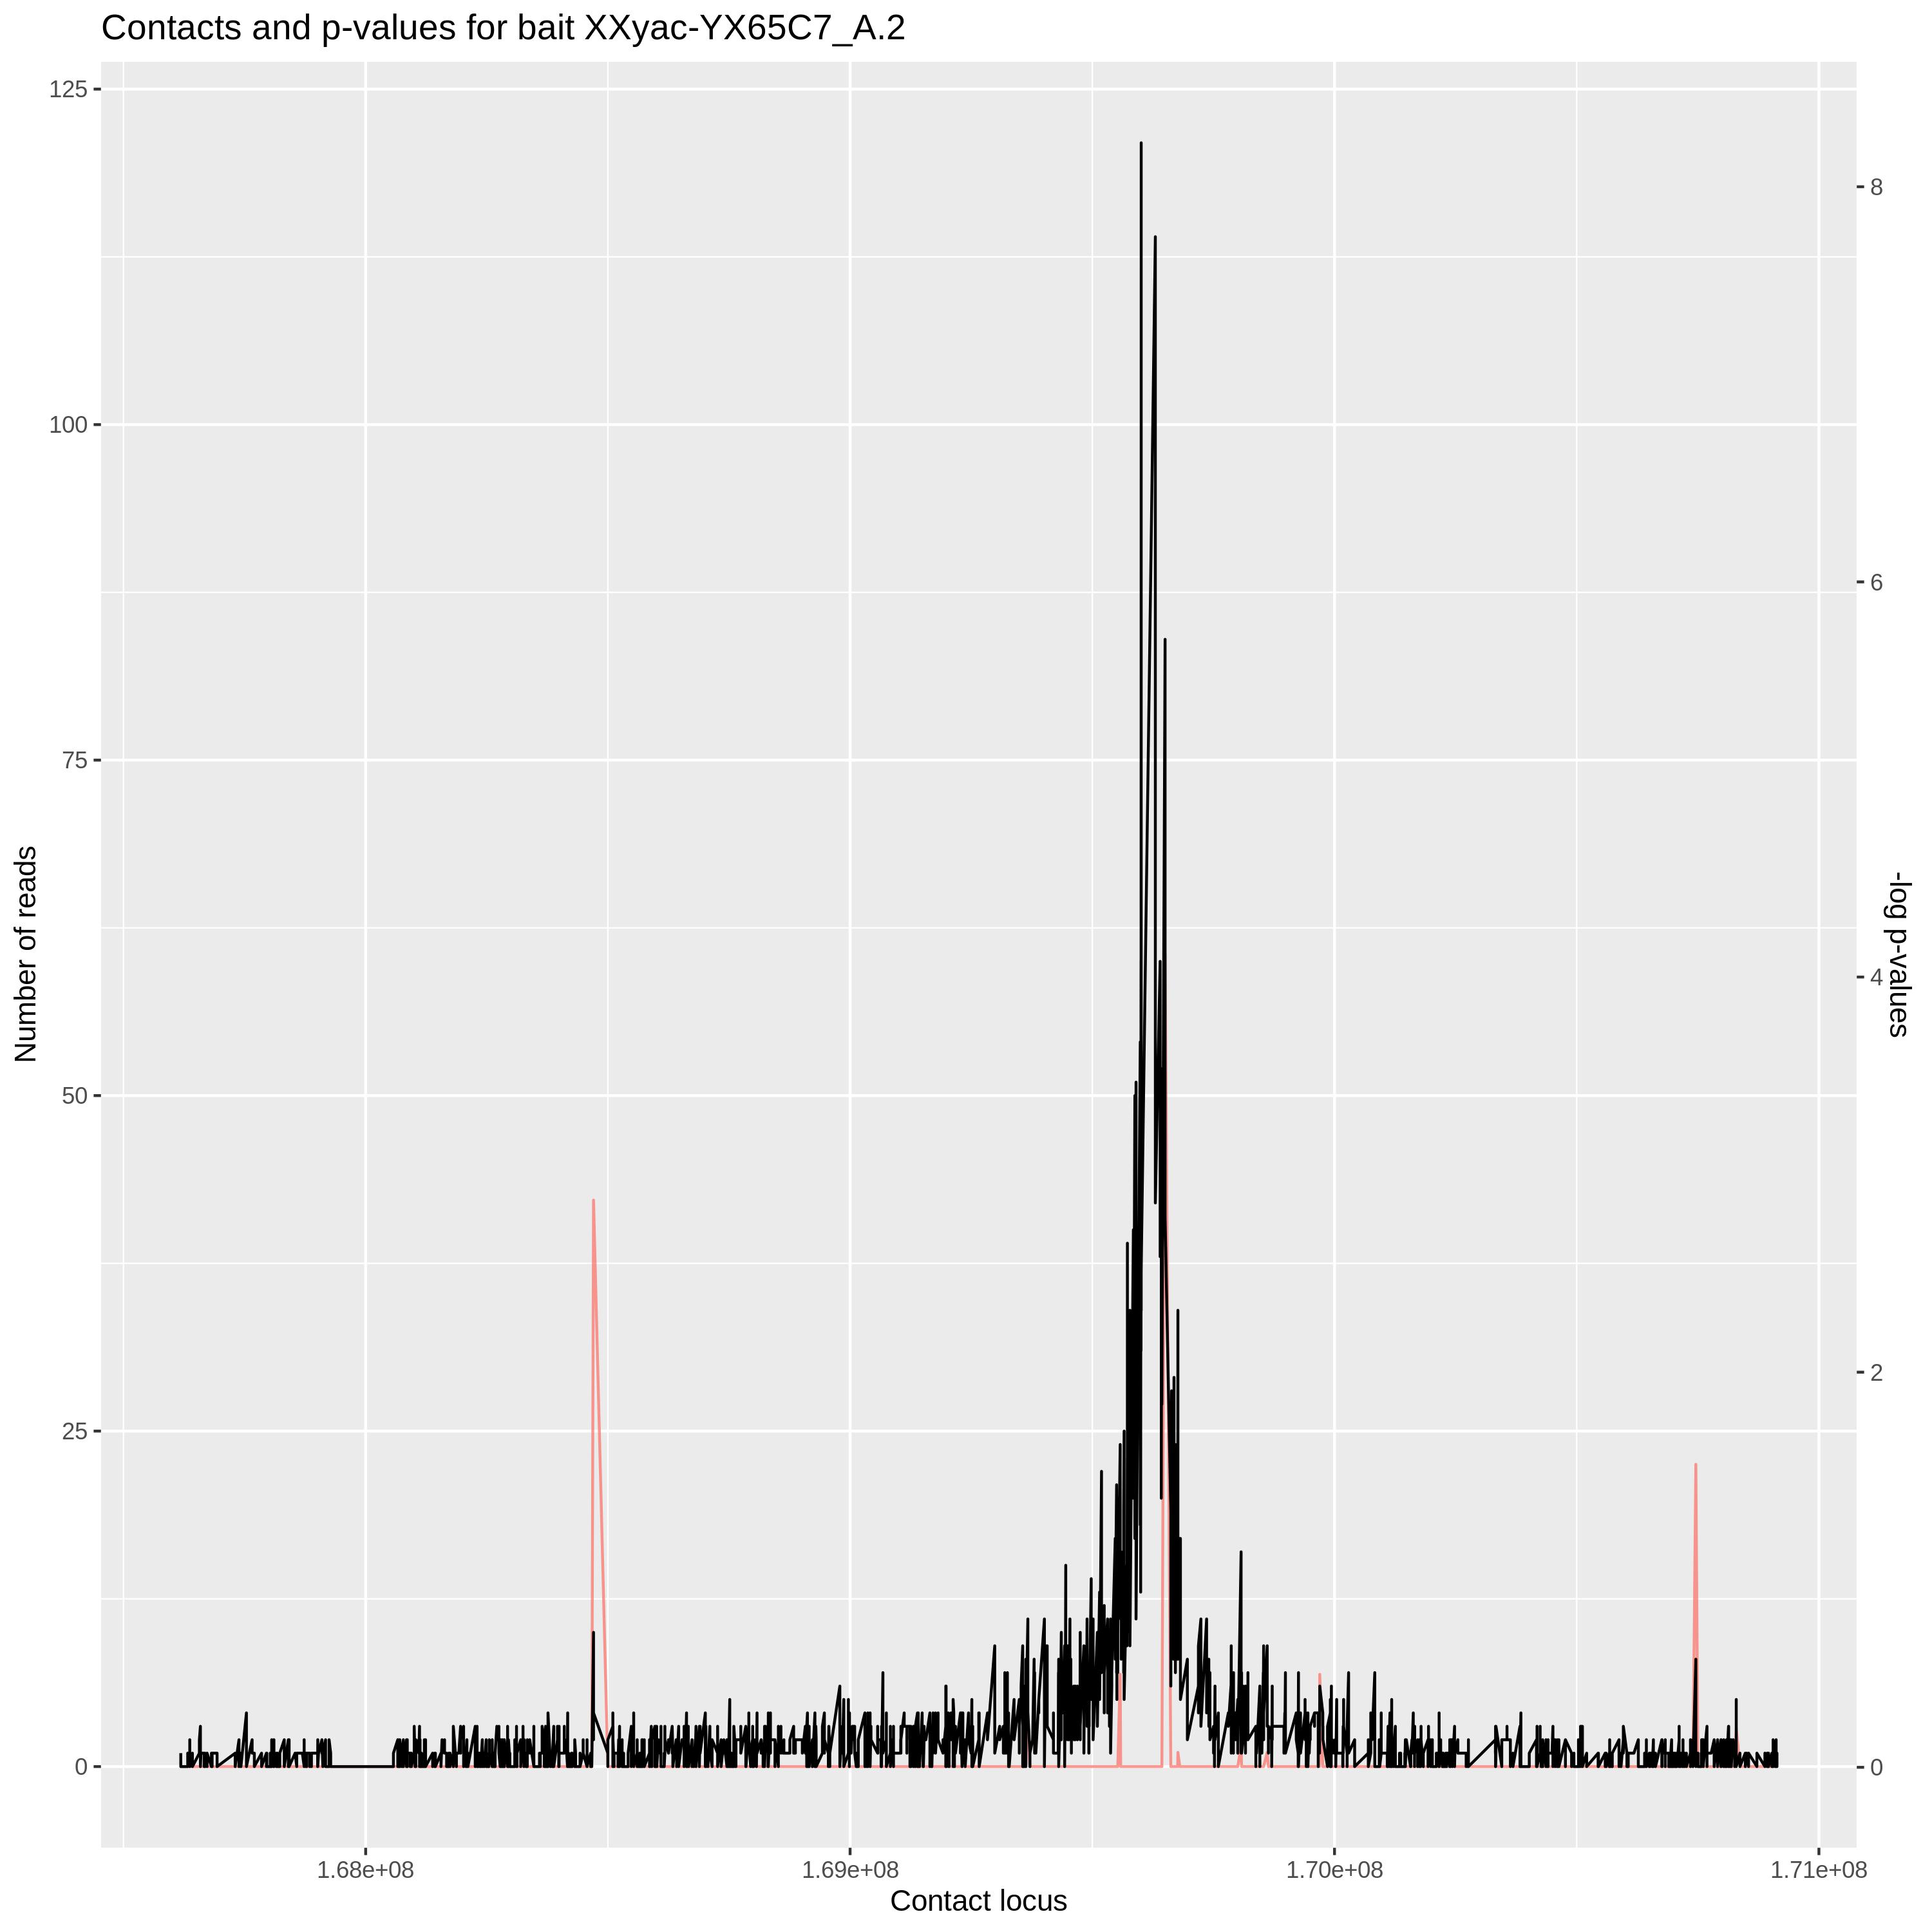 Contacts and p-values for bait XXyac-YX65C7_A.2
125
100
75
50
25
0
Number of reads
8
6
4
2
0
-log p-values
1.68e+08 1.69e+08 1.70e+08 1.71e+08
Contact locus